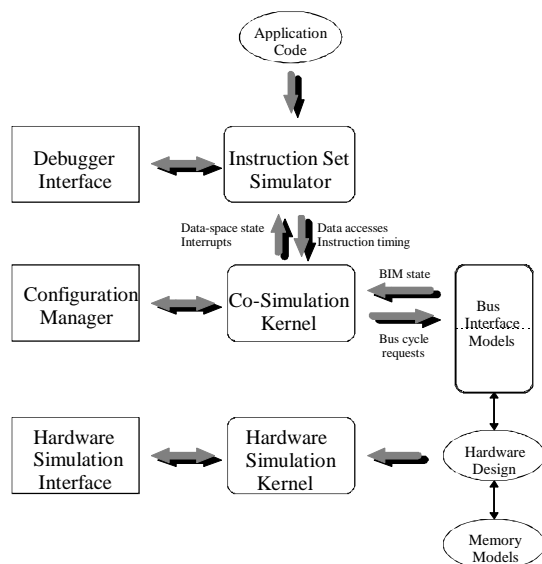 Application
Code
Debugger
Interface
Instruction Set
Simulator
Data-space state
Interrupts
Data accesses
Instruction timing
Configuration
Manager
Co-Simulation
Kernel
BIM state
Bus cycle
requests
Bus
Interface
Models
Hardware
Simulation
Interface
Hardware
Simulation
Kernel
Hardware
Design
Memory
Models